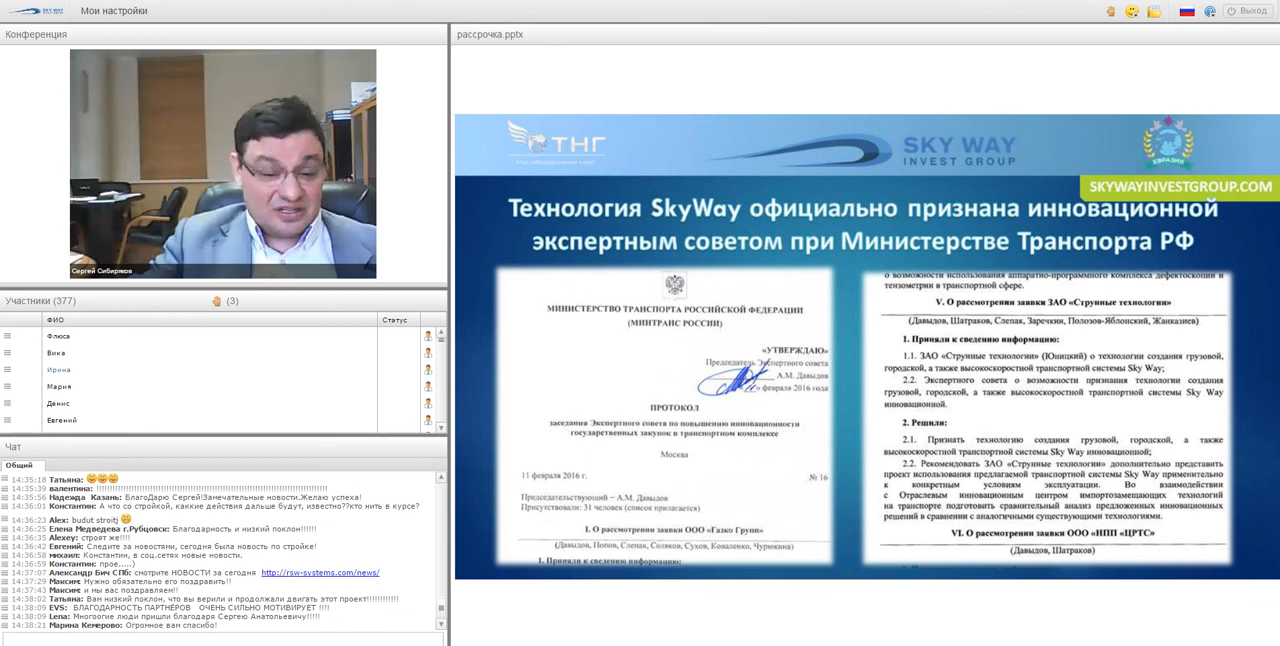 SKY WAY
Мои настройки
Выход
Конференция
рассрочка.pptx
Сергей Сибиряков
Участники (377)
(3)
ФИО
Статус
Флюса
Вика
Ирина
Мария
Денис
Евгений
Чат
Общий
14:35:18 Татьяна:
14:35:39 валентина:
14:35:56 Надежда Казань: БлагоДарю Сергей!Замечательные новости.Желаю успеха!
14:36:01 Константин: А что со стройкой, каккие действия дальше будут, известно??кто нить в курсе?
14:36:23 Alex: budut stroitj
14:36:25 Елена Медведева г.Рубцовск: Благодарность и низкий поклон!!!!!!
14:36:35 Alexey: строят же!!!!
14:36:42 Евгений: Следите за новостями, сегодня была новость по стройке!
14:36:58 михаил: Константин, в соц.сетях новые новости.
14:36:59 Константин: прое.....)
14:37:07 Александр Бич СПб: смотрите НОВОСТИ за сегодня http://rsw-systems.com/news/
14:37:29 Максим: Нужно обязательно его поздравить!!
14:37:43 Максим: и мы вас поздравляем!!
14:38:02 Татьяна: Вам низкий поклон, что вы верили и продолжали двигать этот проект!!!!!!!!!!!!
14:38:09 EVS: БЛАГОДАРНОСТЬ ПАРТНЁРОВ ОЧЕНЬ СИЛЬНО МОТИВИРУЕТ !!!!
14:38:09 Lena: Многоогие люди пришли благодаря Сергею Анатольевичу!!!!!
14:38:21 Марина Кемерово: Огромное вам спасибо!
ТНГ
SKY WAY
INVEST GROUP
ЕВРАЗИЯ
SKYWAYINVESTGROUP.COM
Технология SkyWay официально признана инновационной
экспертным советом при Министерстве Транспорта РФ
МИНИСТЕРСТВО ТРАНСПОРТА РОССИЙСКОЙ ФЕДЕРАЦИИ
(МИНТРАНС РОССИИ)
«УТВЕРЖДАЮ»
Председатель Экспертного совета
А.М. Давыдов
» февраля 2016 года
ПРОТОКОЛ
заседания Экспертного совета по повышению инновационности
государственных закупок в транспортном комплексе
Москва
11 февраля 2016 г. № 16
Председательствующий – А.М. Давыдов
Присутствовали: 31 человек (список прилагается)
I. О рассмотрении заявки ООО «Газко Групп»
(Давыдов, Попов, Слепак, Соляков, Сухов, Коваленко, Чурюкина)
1. Приняли к сведению информацию:
о возможности использования аппаратно-программного комплекса дефектоскопии и
тензометрии в транспортной сфере.
V. О рассмотрении заявки ЗАО «Струнные технологии»
(Давыдов, Шатраков, Слепак, Заречкин, Полозов-Яблонский, Жанказиев)
1. Приняли к сведению информацию:
1.1. ЗАО «Струнные технологии» (Юницкий) о технологии создания грузовой,
городской, а также высокоскоростной транспортной системы Sky Way;
2.2. Экспертного совета о возможности признания технологии создания
грузовой, городской, а также высокоскоростной транспортной системы Sky Way
инновационной.
2. Решили:
2.1. Признать технологию создания грузовой, городской, а также
высокоскоростной транспортной системы Sky Way инновационной;
2.2. Рекомендовать ЗАО «Струнные технологии» дополнительно представить
проект использования предлагаемой транспортной системы Sky Way применительно
к конкретным условиям эксплуатации. Во взаимодействии
с Отраслевым инновационным центром импортозамещающих технологий
на транспорте подготовить сравнительный анализ предложенных инновационных
решений в сравнении с аналогичными существующими технологиями.
VI. О рассмотрении заявки ООО «НПП «ЦРТС»
(Давыдов, Шатраков)